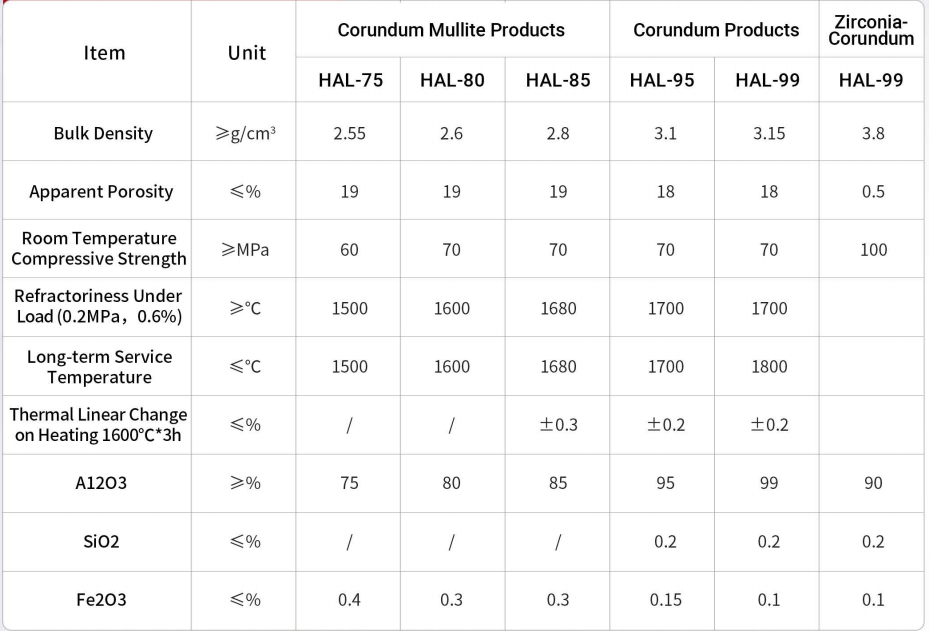 Item Unit Corundum Mullite Products Corundum Products Zirconia-
Corundum
HAL-75 HAL-80 HAL-85 HAL-95 HAL-99 HAL-99
Bulk Density ≥g/cm³ 2.55 2.6 2.8 3.1 3.15 3.8
Apparent Porosity ≤% 19 19 19 18 18 0.5
Room Temperature
Compressive Strength ≥MPa 60 70 70 70 70 100
Refractoriness Under
Load (0.2MPa，0.6%) ≥℃ 1500 1600 1680 1700 1700
Long-term Service
Temperature ≤℃ 1500 1600 1680 1700 1800
Thermal Linear Change
on Heating 1600℃*3h ≤% / / ±0.3 ±0.2 ±0.2
A12O3 ≥% 75 80 85 95 99 90
SiO2 ≤% / / / 0.2 0.2 0.2
Fe2O3 ≤% 0.4 0.3 0.3 0.15 0.1 0.1